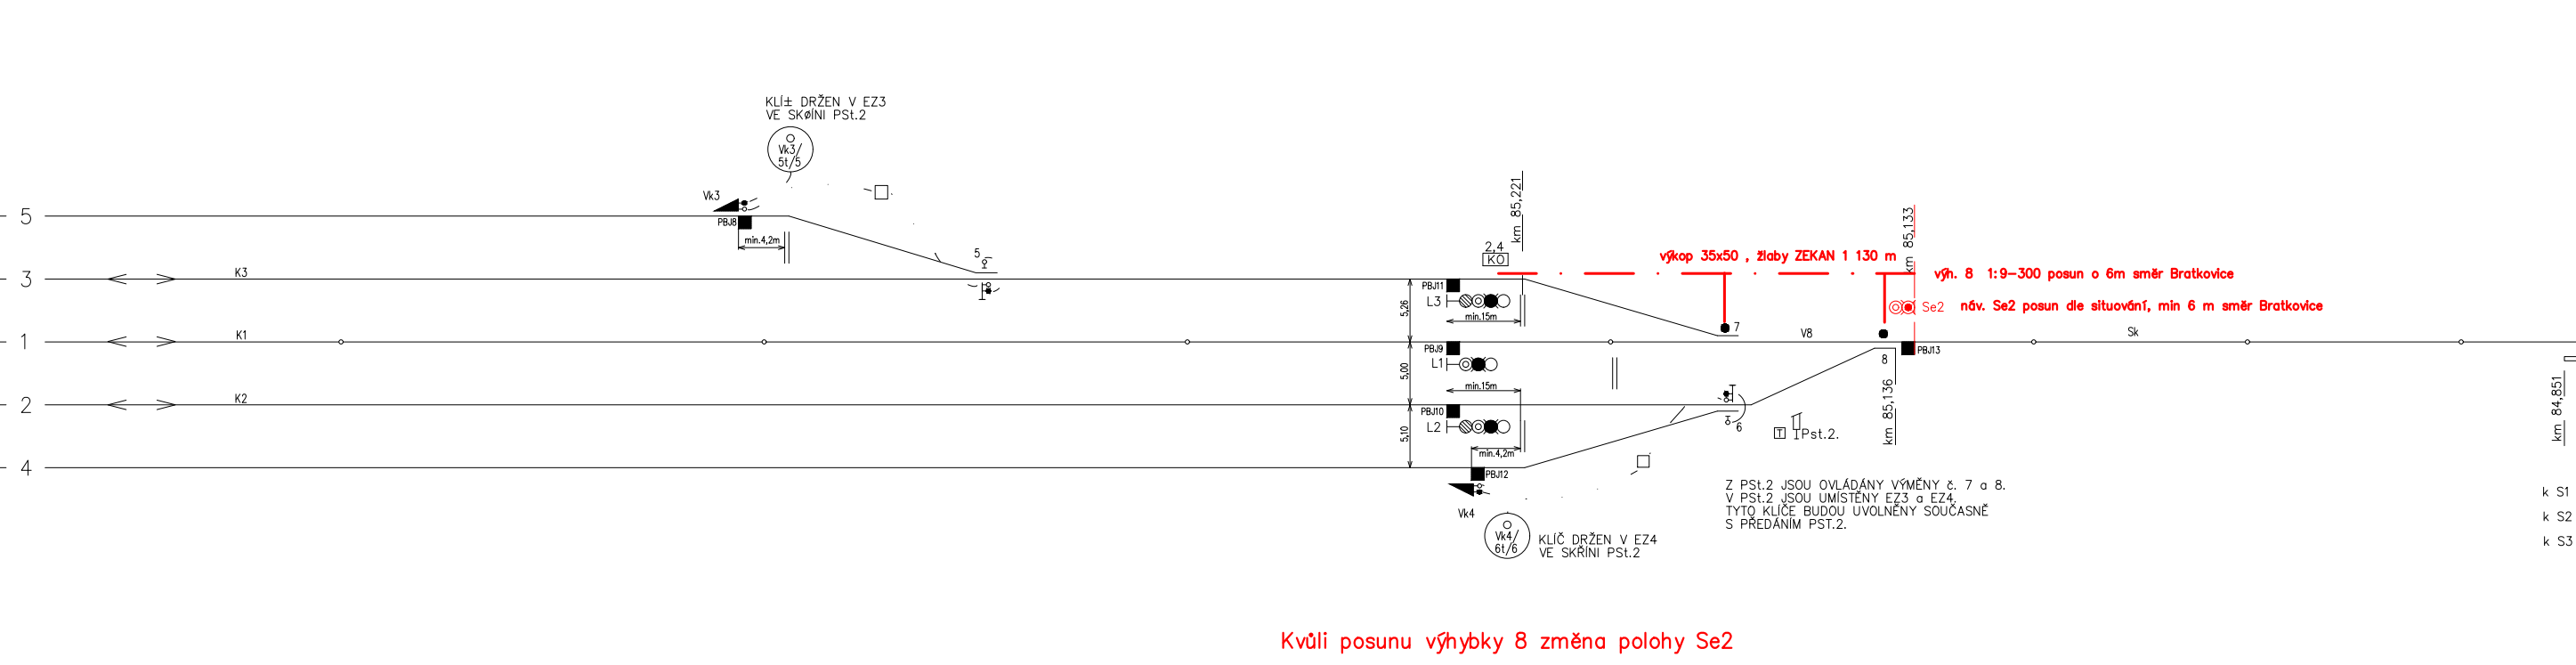 KLÍ± DRŽEN V EZ3
VE SKØÍNI PSt.2
Vk3/
5t/5
Vk3
PBJ8
min.4,2m
5
5
3
K3
1
K1
2
K2
4
km 85,221
2,4
KO
PBJ11
L3
min.15m
5,26
PBJ9
L1
min.15m
5,00
PBJ10
L2
min.4,2m
5,10
PBJ12
Vk4
Vk4/
6t/6
KLÍČ DRŽEN V EZ4
VE SKŘÍNI PSt.2
výkop 35x50 , žlaby ZEKAN 1 130 m
km 85,133
výh. 8 1:9-300 posun o 6m směr Bratkovice
Se2
náv. Se2 posun dle situování, min 6 m směr Bratkovice
7
V8
Sk
8
PBJ13
km 85,136
6
T
Pst.2.
Z PSt.2 JSOU OVLÁDÁNY VÝMĚNY č. 7 a 8.
V PSt.2 JSOU UMÍSTĚNY EZ3 a EZ4.
TYTO KLÍČE BUDOU UVOLNĚNY SOUČASNĚ
S PŘEDÁNÍM PST.2.
km 84,851
k S1
k S2
k S3
Kvůli posunu výhybky 8 změna polohy Se2